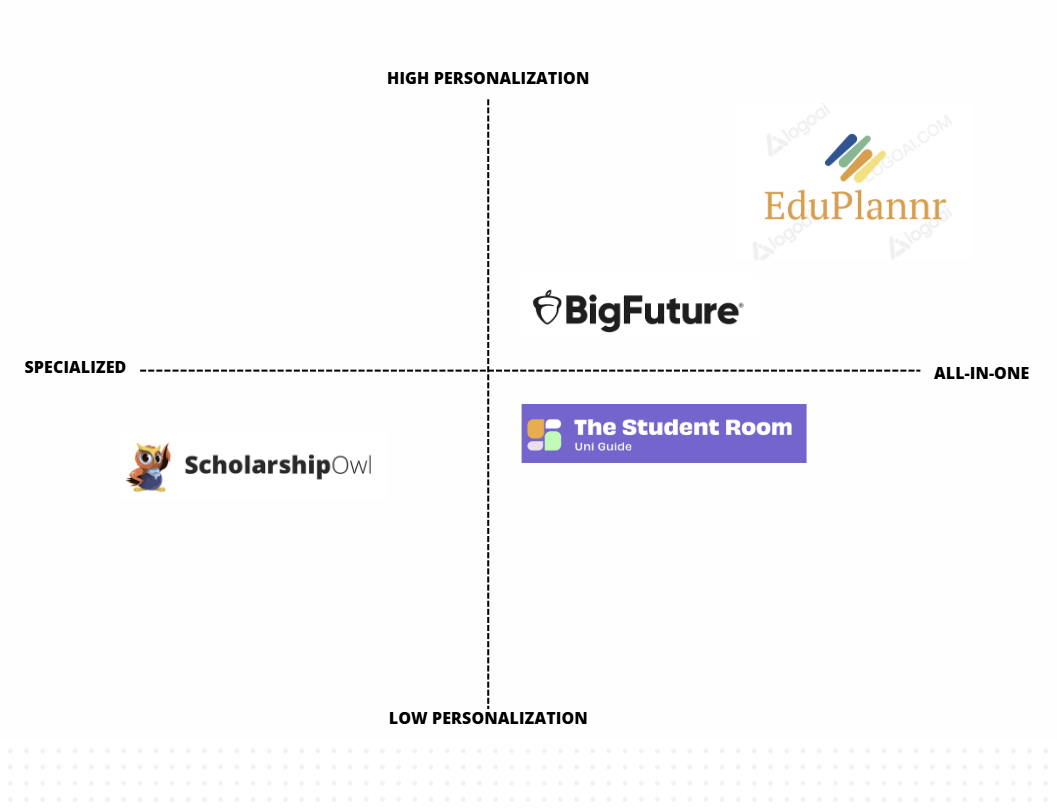 HIGH PERSONALIZATION
logoai
LOGOAI.COM
EduPlannr
logoai
logoai
BigFuture®
SPECIALIZED
ALL-IN-ONE
The Student Room
Uni Guide
ScholarshipOwl
LOW PERSONALIZATION